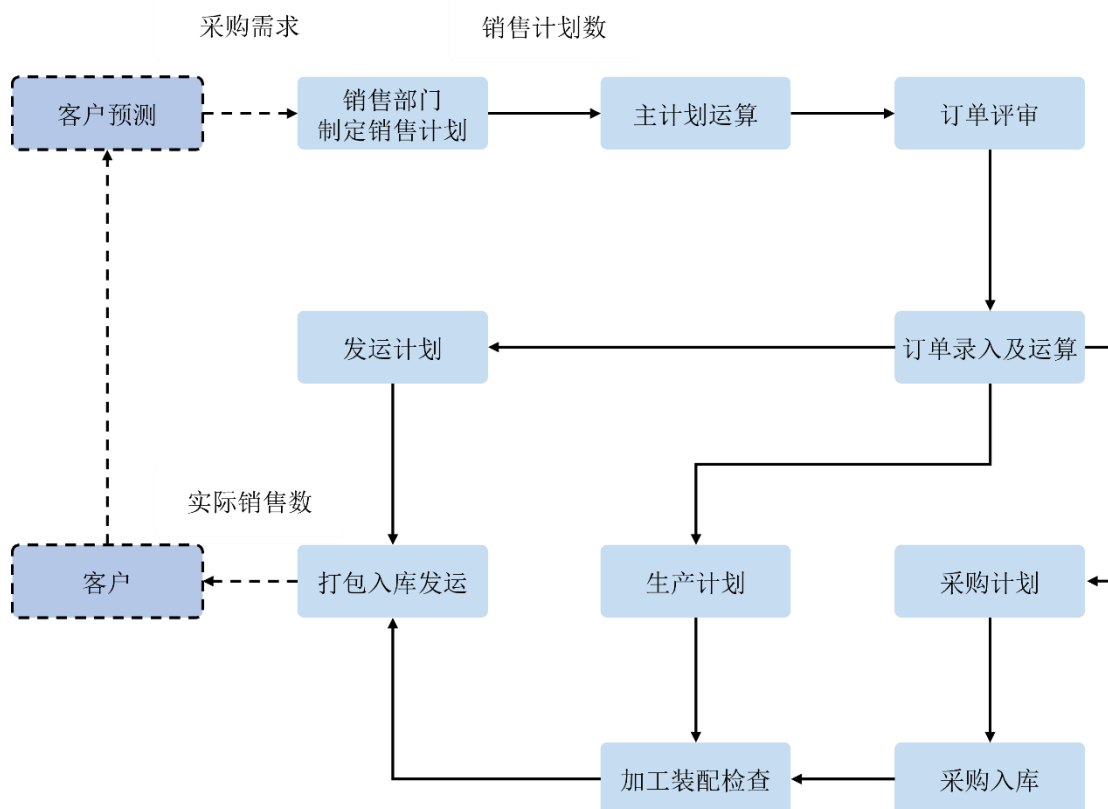 采购需求
销售计划数
客户预测
销售部门
制定销售计划
主计划运算
订单评审
发运计划
订单录入及运算
实际销售数
客户
打包入库发运
生产计划
采购计划
加工装配检查
采购入库